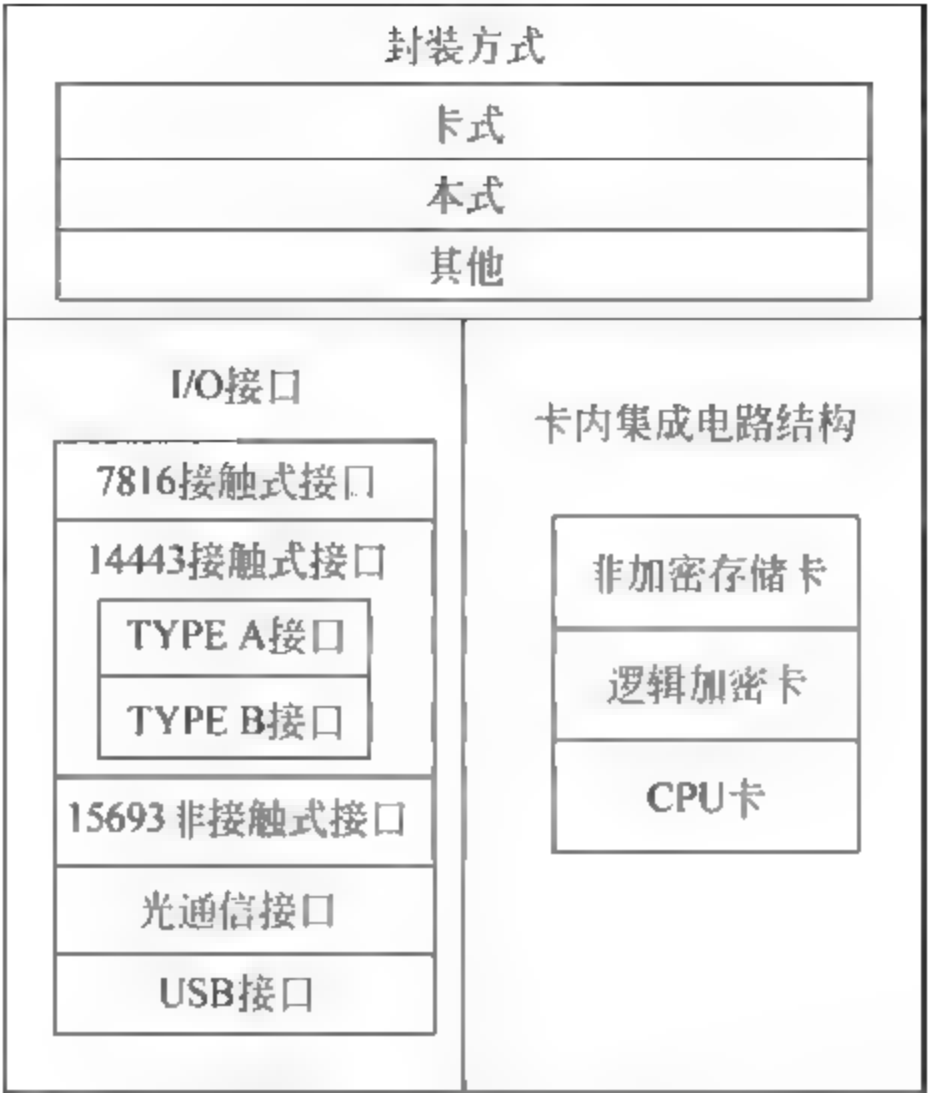 封装方式
卡式
本式
其他
I/O接口
7816接触式接口
14443接触式接口
TYPE A接口
TYPE B接口
15693非接触式接口
光通信接口
USB接口
卡内集成电路结构
非加密存储卡
逻辑加密卡
CPU卡